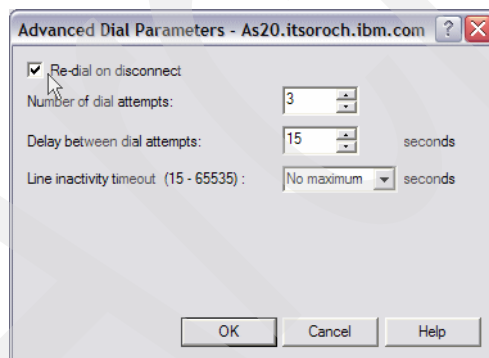 Advanced Dial Parameters - As20.itsoroch.ibm.com
Re-dial on disconnect
Number of dial attempts: 3
Delay between dial attempts: 15 seconds
Line inactivity timeout (15 - 65535) : No maximum seconds
OK Cancel Help